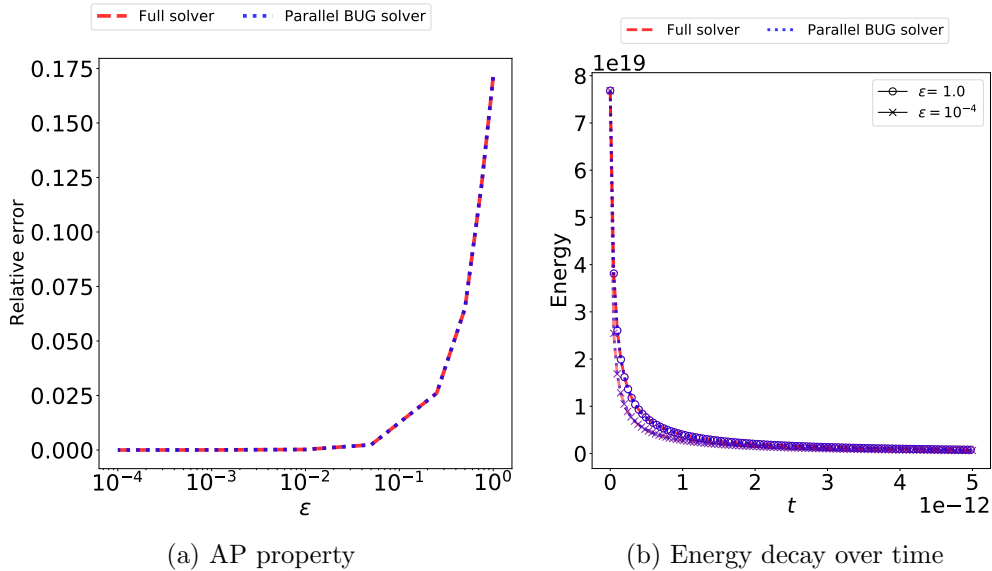 Full solver Parallel BUG solver
0.175
0.150
0.125
0.100
0.075
0.050
0.025
0.000
Relative error
10⁻⁴ 10⁻³ 10⁻² 10⁻¹ 10⁰
ε
(a) AP property
Full solver Parallel BUG solver
1e19
ε = 1.0
ε = 10⁻⁴
8
7
6
5
4
3
2
1
0
Energy
0 1 2 3 4 5
t
1e−12
(b) Energy decay over time